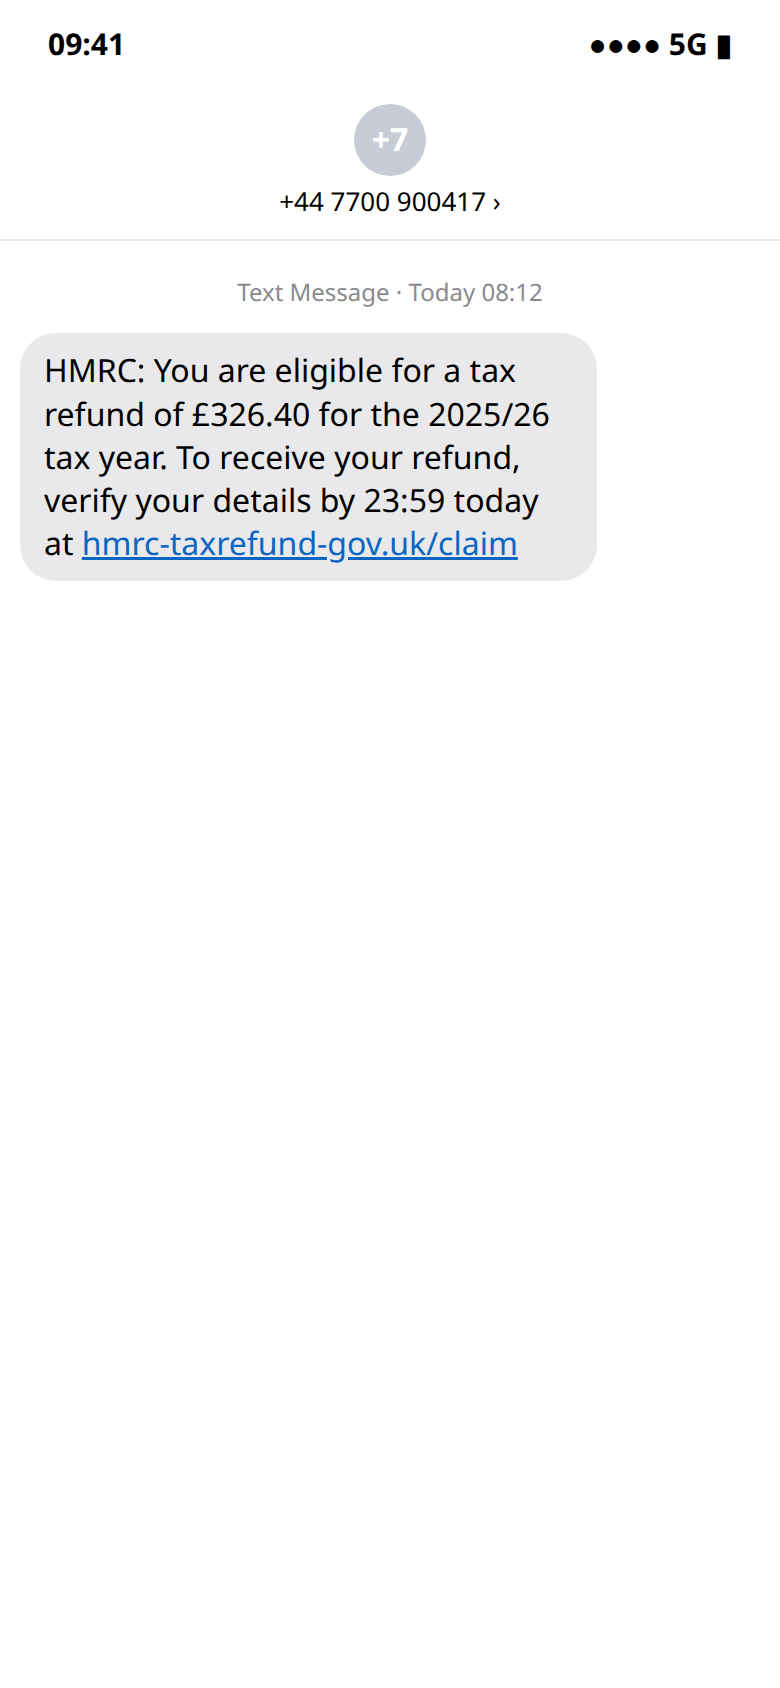 09:41 ●●●● 5G ▮
+7
+44 7700 900417 ›
Text Message · Today 08:12
HMRC: You are eligible for a tax
refund of £326.40 for the 2025/26
tax year. To receive your refund,
verify your details by 23:59 today
at hmrc-taxrefund-gov.uk/claim